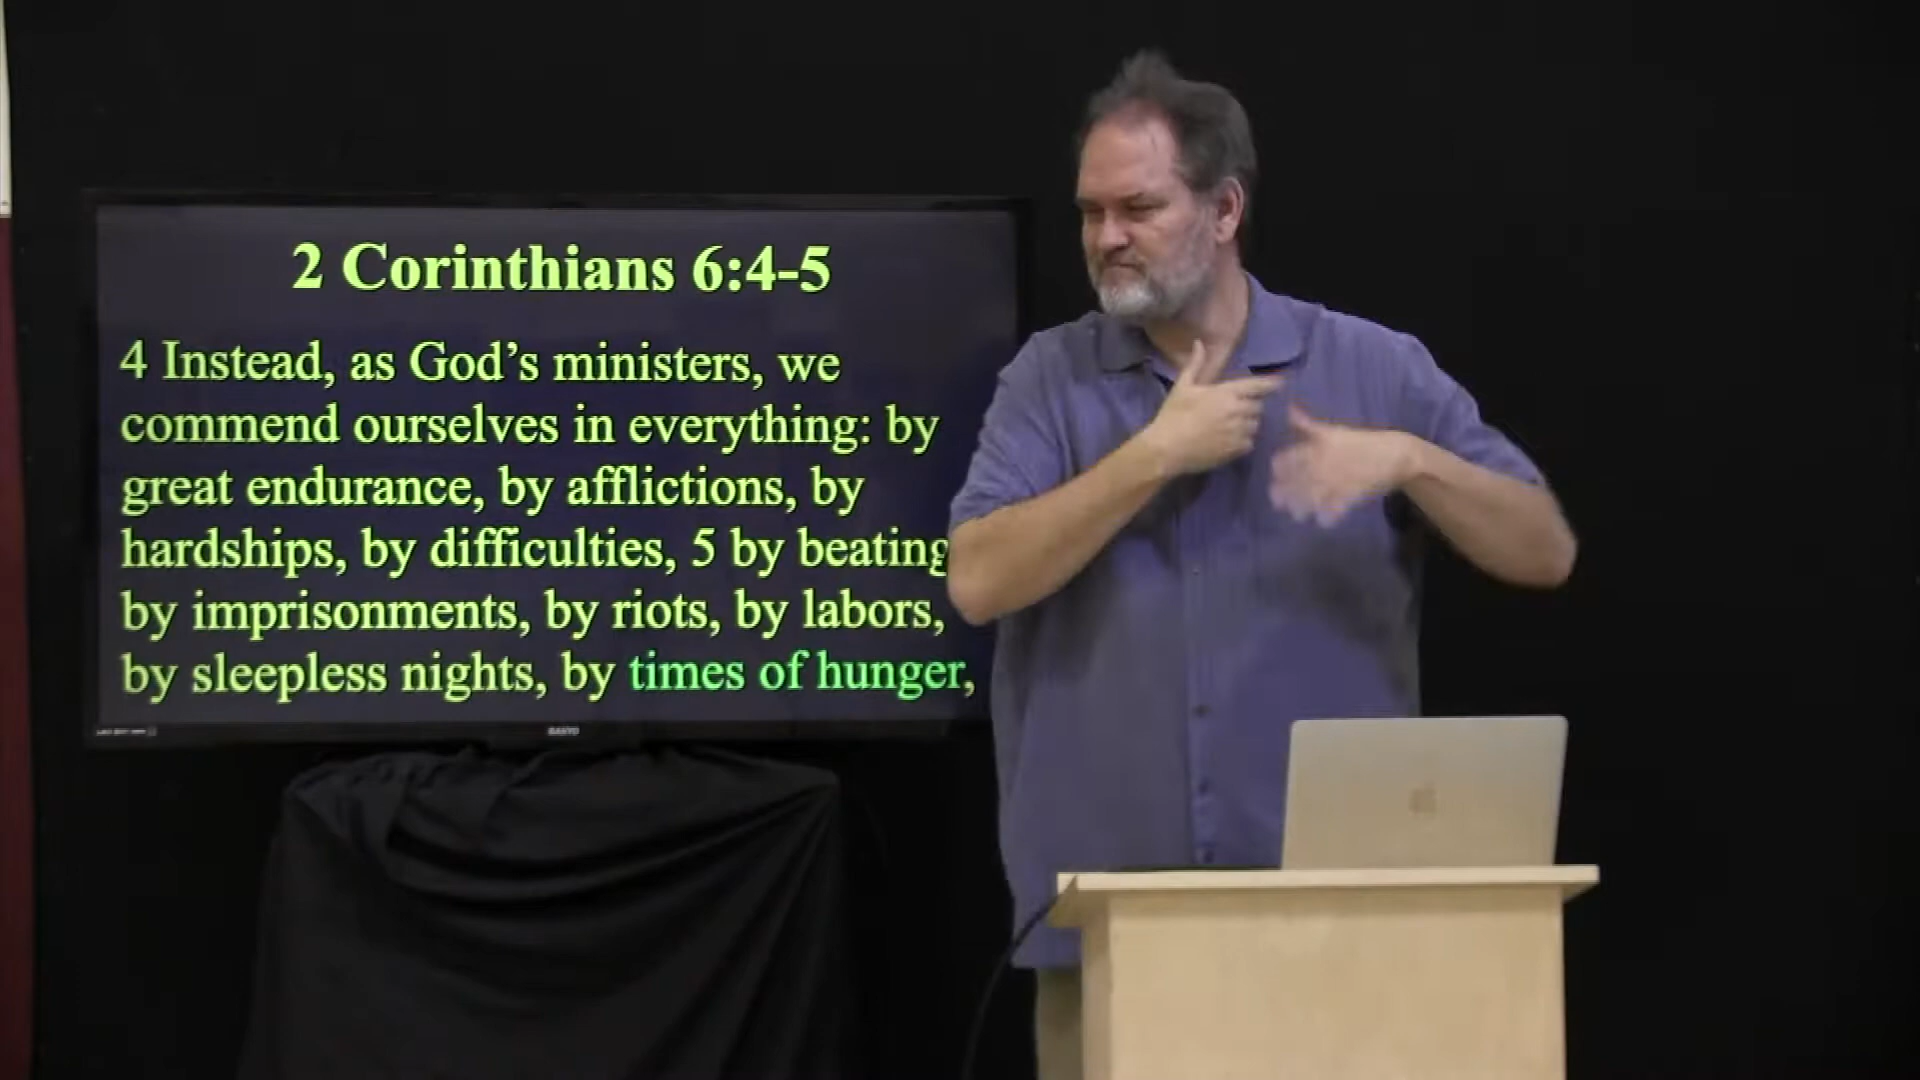 2 Corinthians 6:4-5
4 Instead, as God’s ministers, we
commend ourselves in everything: by
great endurance, by afflictions, by
hardships, by difficulties, 5 by beating
by imprisonments, by riots, by labors,
by sleepless nights, by times of hunger,
SANYO